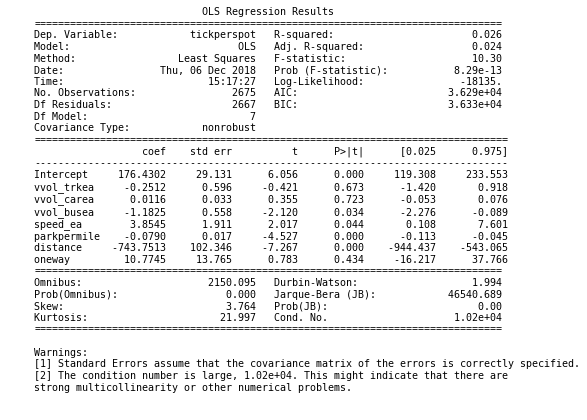 OLS Regression Results
==============================================================================
Dep. Variable: tickperspot R-squared: 0.026
Model: OLS Adj. R-squared: 0.024
Method: Least Squares F-statistic: 10.30
Date: Thu, 06 Dec 2018 Prob (F-statistic): 8.29e-13
Time: 15:17:27 Log-Likelihood: -18135.
No. Observations: 2675 AIC: 3.629e+04
Df Residuals: 2667 BIC: 3.633e+04
Df Model: 7
Covariance Type: nonrobust
===============================================================================
coef std err t P>|t| [0.025 0.975]
-------------------------------------------------------------------------------
Intercept 176.4302 29.131 6.056 0.000 119.308 233.553
vvol_trkea -0.2512 0.596 -0.421 0.673 -1.420 0.918
vvol_carea 0.0116 0.033 0.355 0.723 -0.053 0.076
vvol_busea -1.1825 0.558 -2.120 0.034 -2.276 -0.089
speed_ea 3.8545 1.911 2.017 0.044 0.108 7.601
parkpermile -0.0790 0.017 -4.527 0.000 -0.113 -0.045
distance -743.7513 102.346 -7.267 0.000 -944.437 -543.065
oneway 10.7745 13.765 0.783 0.434 -16.217 37.766
==============================================================================
Omnibus: 2150.095 Durbin-Watson: 1.994
Prob(Omnibus): 0.000 Jarque-Bera (JB): 46540.689
Skew: 3.764 Prob(JB): 0.00
Kurtosis: 21.997 Cond. No. 1.02e+04
==============================================================================
Warnings:
[1] Standard Errors assume that the covariance matrix of the errors is correctly specified.
[2] The condition number is large, 1.02e+04. This might indicate that there are
strong multicollinearity or other numerical problems.